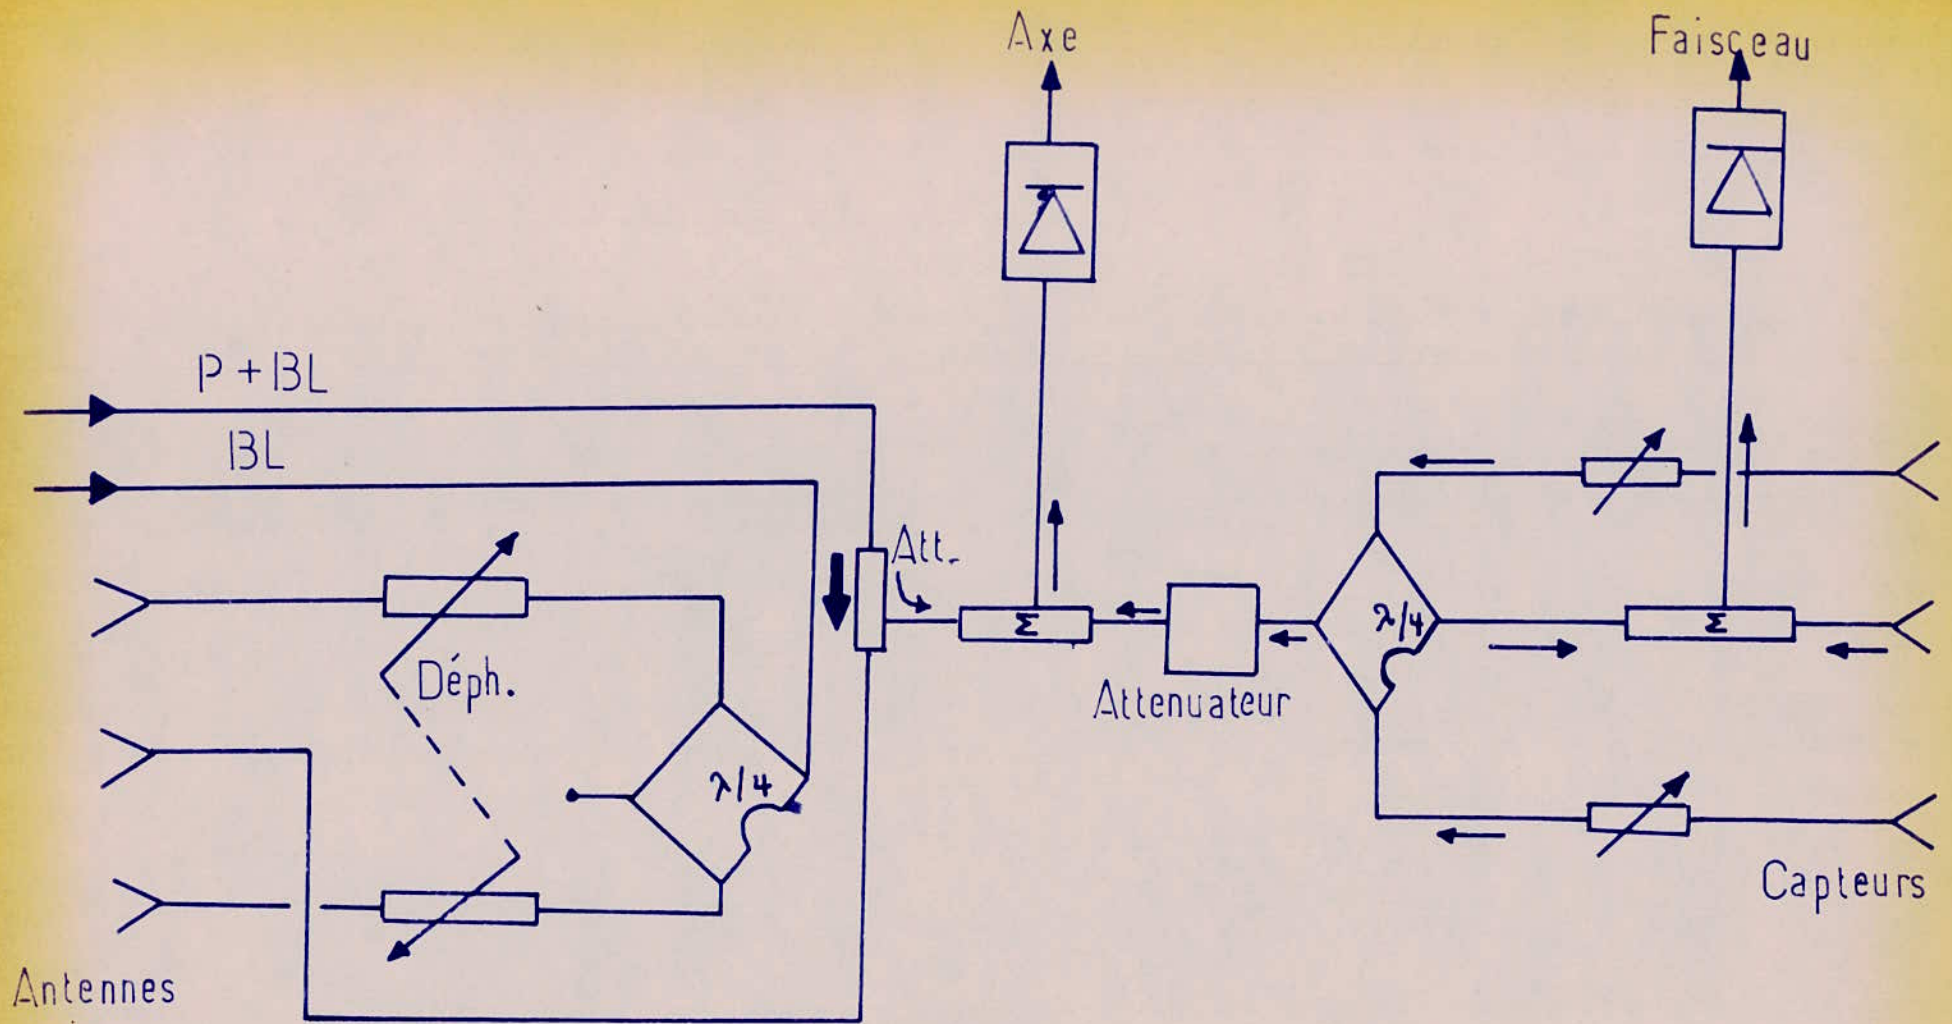 Axe
Faisceau
P + BL
BL
Att.
Déph.
Σ
λ/4
Σ
Attenuateur
λ/4
Capteurs
Antennes